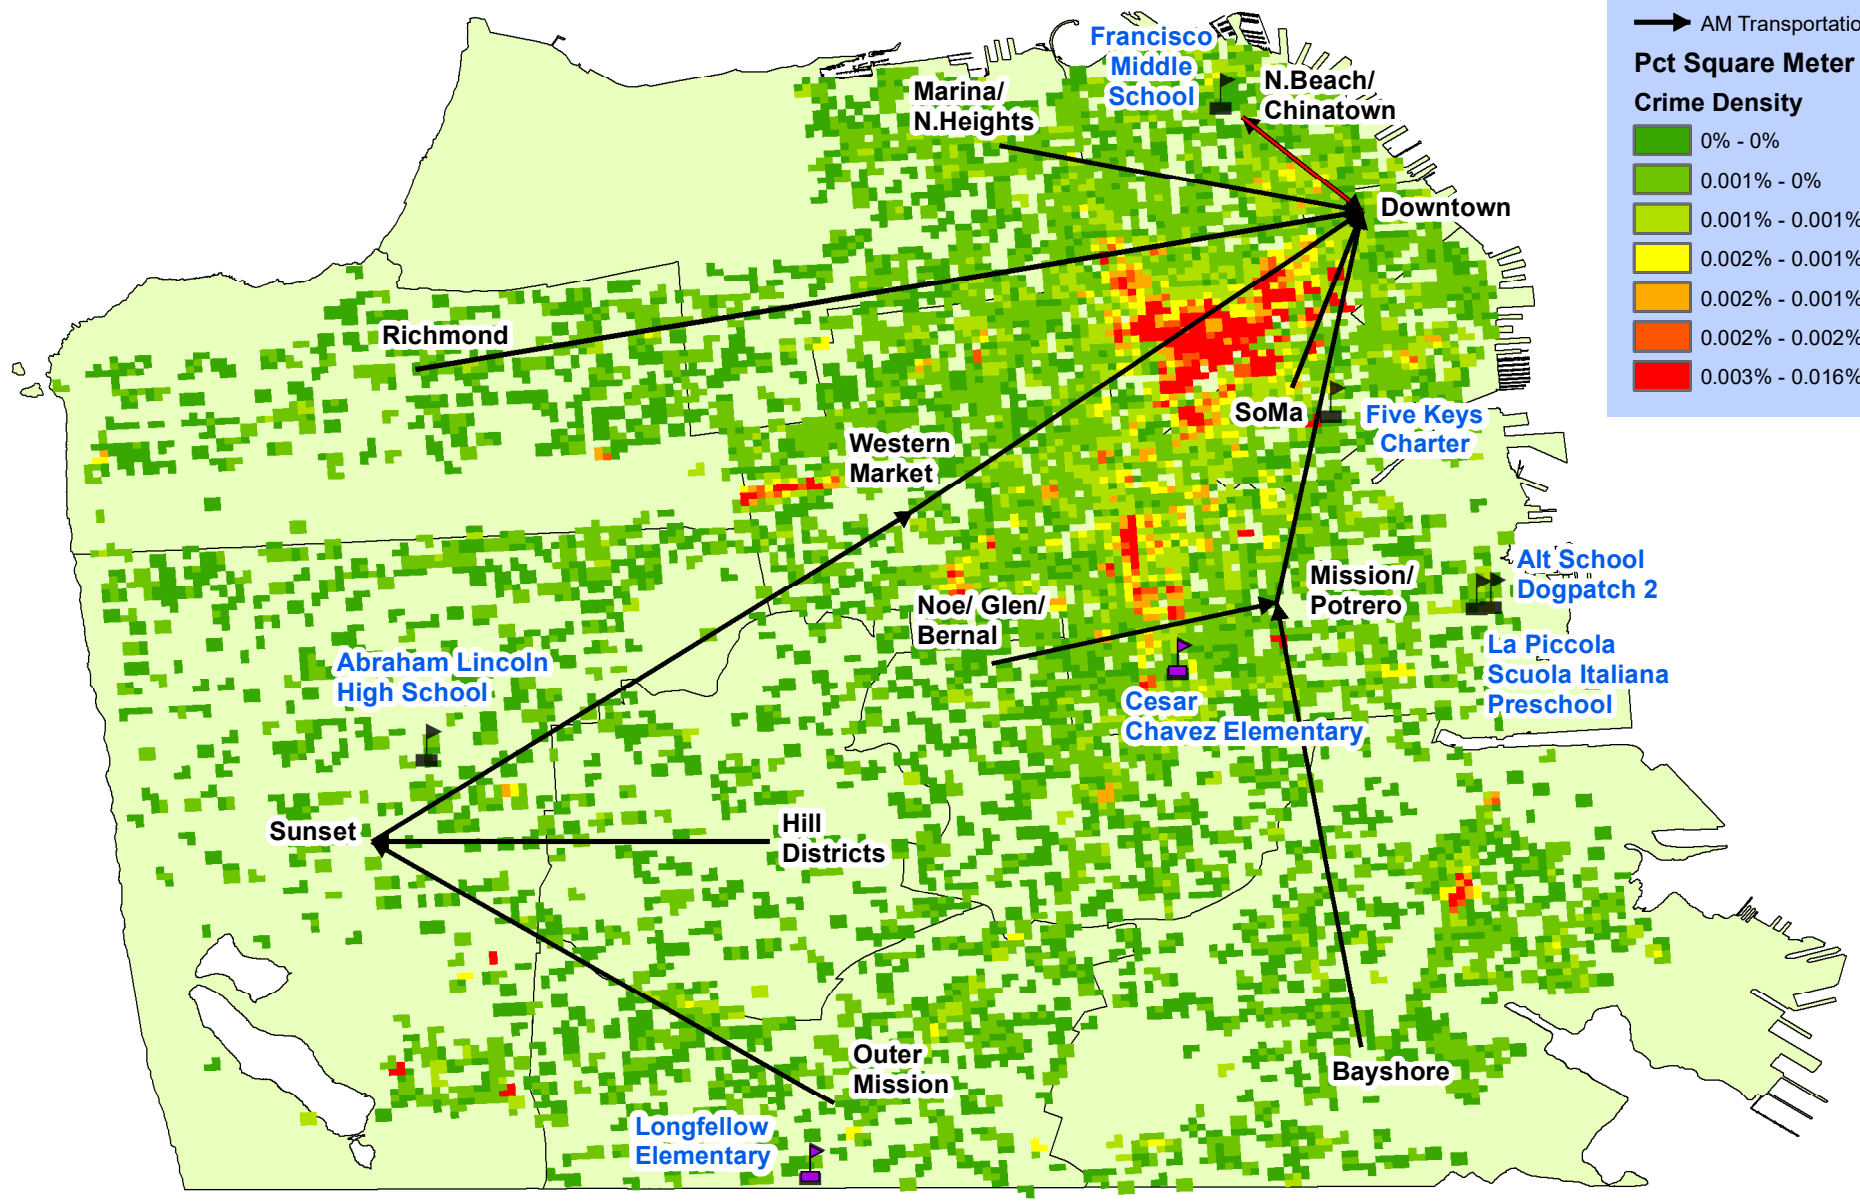 AM Transportatio
Pct Square Meter
Crime Density
0% - 0%
0.001% - 0%
0.001% - 0.001%
0.002% - 0.001%
0.002% - 0.001%
0.002% - 0.002%
0.003% - 0.016%
Francisco
Middle
School
N.Beach/
Chinatown
Marina/
N.Heights
Downtown
Richmond
SoMa
Five Keys
Charter
Western
Market
Alt School
Dogpatch 2
Mission/
Potrero
Noe/ Glen/
Bernal
La Piccola
Scuola Italiana
Preschool
Abraham Lincoln
High School
Cesar
Chavez Elementary
Sunset
Hill
Districts
Outer
Mission
Bayshore
Longfellow
Elementary